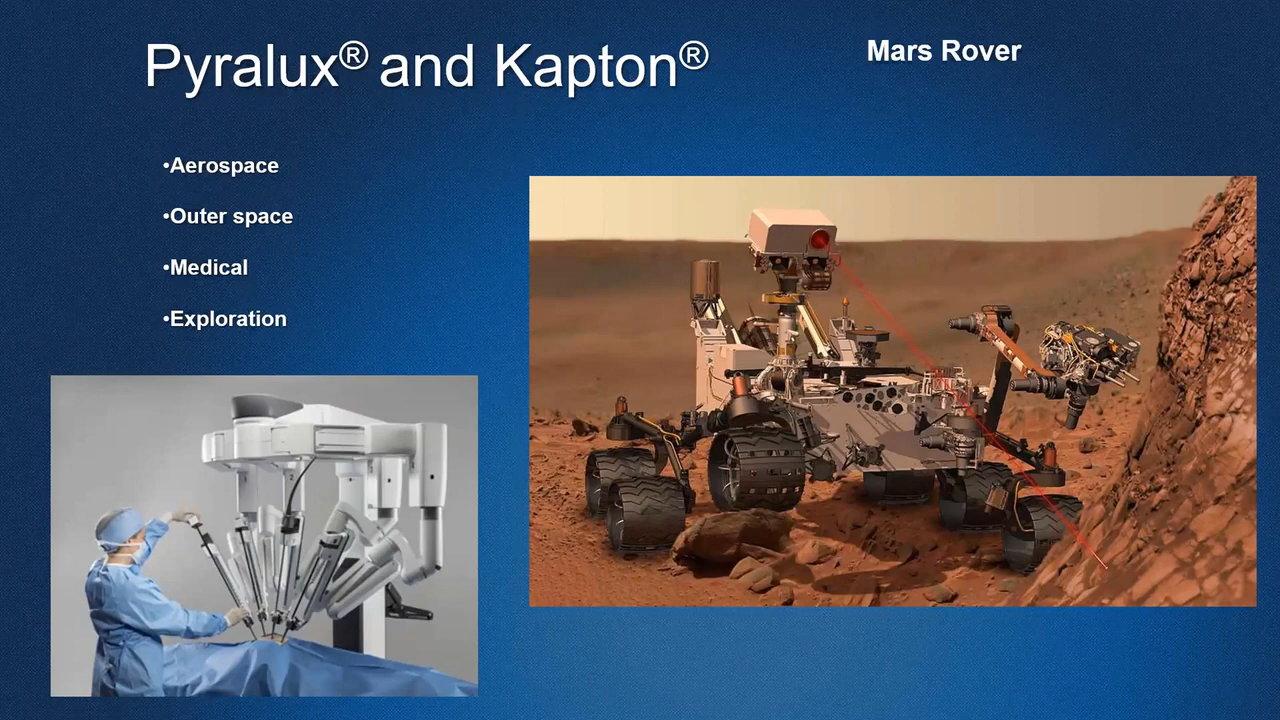 Pyralux® and Kapton®
Mars Rover
•Aerospace
•Outer space
•Medical
•Exploration